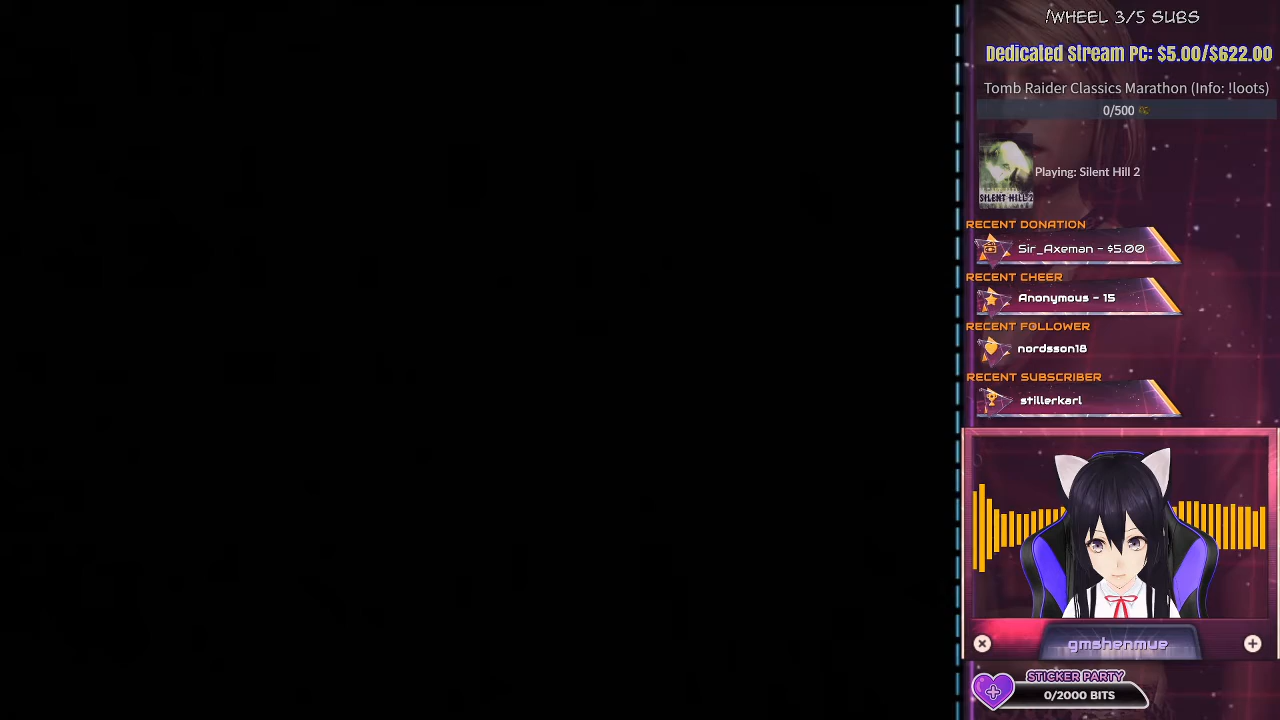 !WHEEL 3/5 SUBS
Dedicated Stream PC: $5.00/$622.00
Tomb Raider Classics Marathon (Info: !loots)
0/500
SILENT HILL 2
Playing: Silent Hill 2
RECENT DONATION
Sir_Axeman - $5.00
RECENT CHEER
Anonymous - 15
RECENT FOLLOWER
nordsson18
RECENT SUBSCRIBER
stillerkarl
gmshenmue
STICKER PARTY
0/2000 BITS